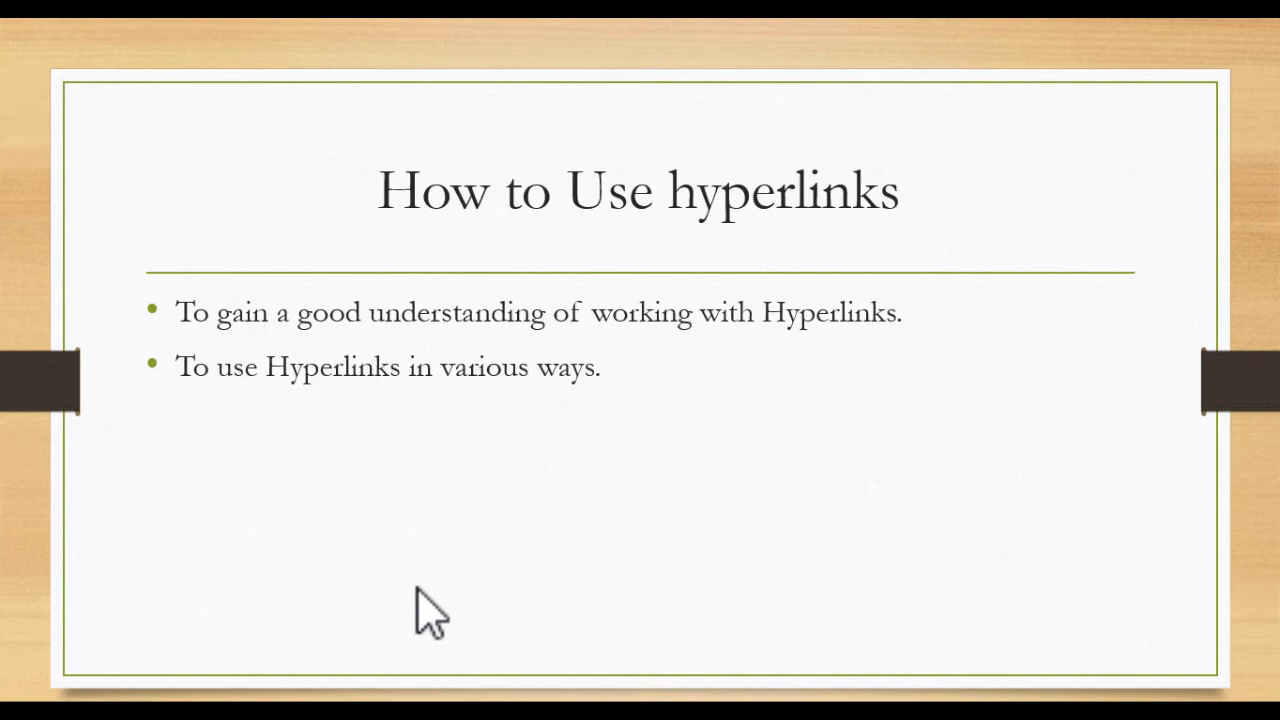 How to Use hyperlinks
• To gain a good understanding of working with Hyperlinks.
• To use Hyperlinks in various ways.